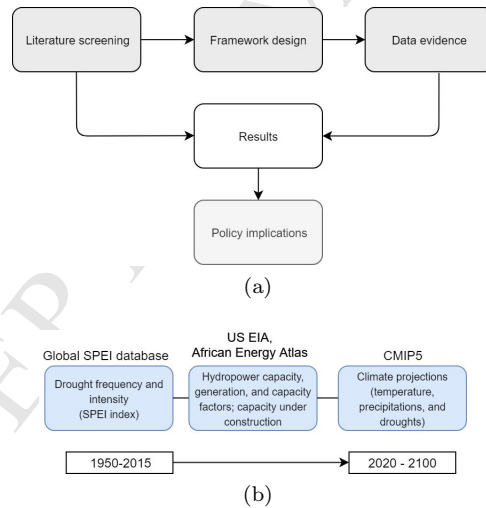 Literature screening
Framework design
Data evidence
Results
Policy implications
(a)
US EIA,
Global SPEI database
African Energy Atlas
CMIP5
Drought frequency and
intensity
(SPEI index)
Hydropower capacity,
generation, and capacity
factors; capacity under
construction
Climate projections
(temperature,
precipitations, and
droughts)
1950-2015
2020 - 2100
(b)